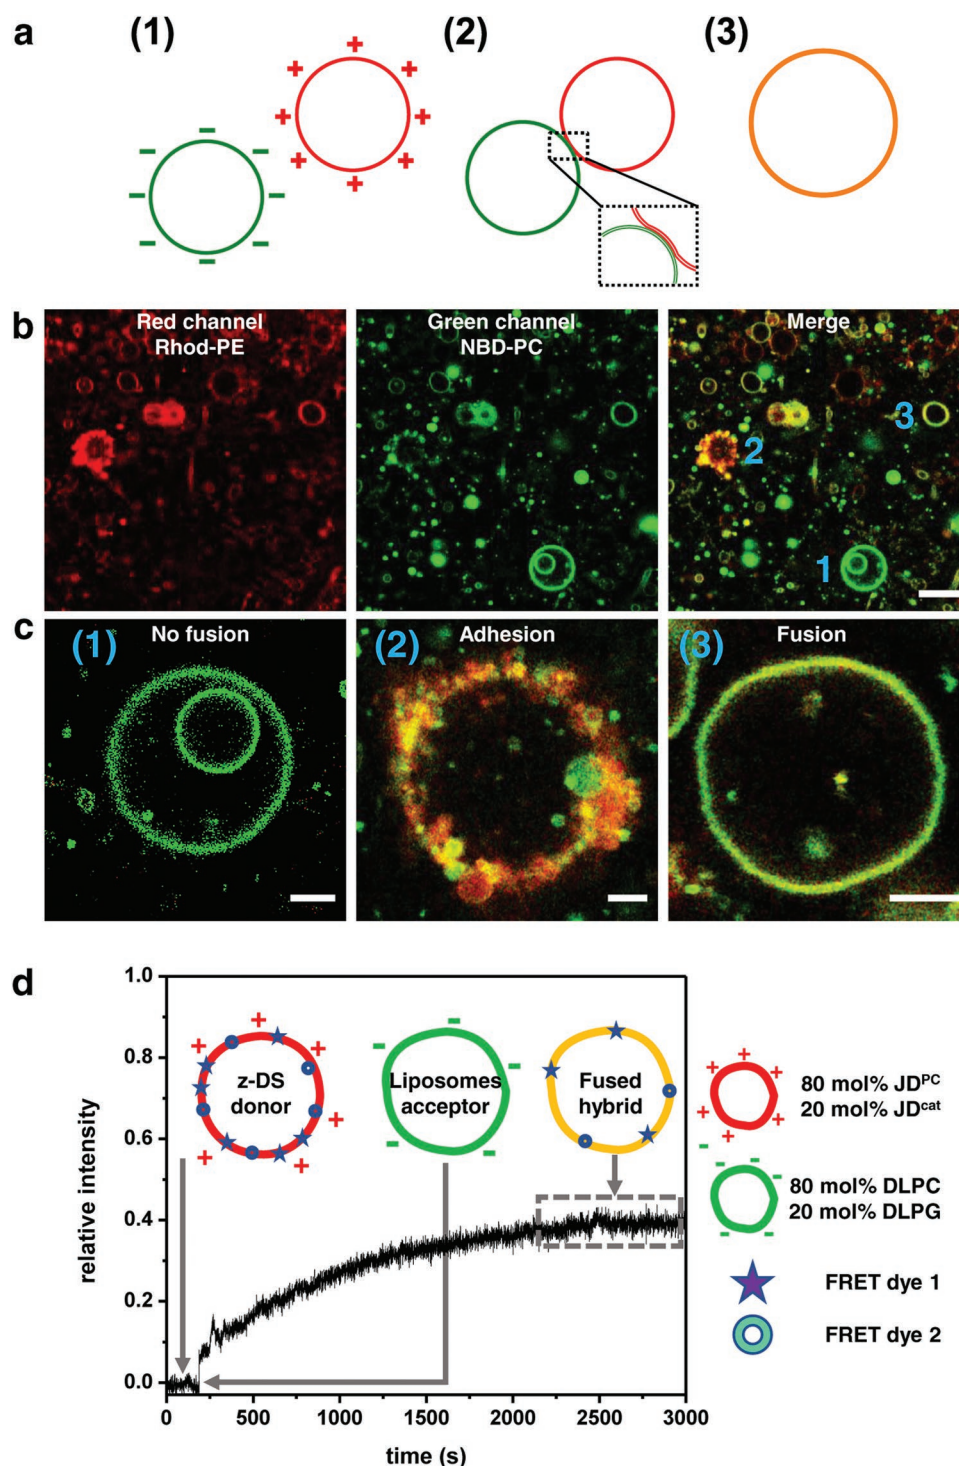 a
(1)
(2)
(3)
b
Red channel
Rhod-PE
Green channel
NBD-PC
Merge
3
2
1
c
(1)
No fusion
(2)
Adhesion
(3)
Fusion
d
1.0
0.8
0.6
0.4
0.2
0.0
relative intensity
z-DS
donor
Liposomes
acceptor
Fused
hybrid
0 500 1000 1500 2000 2500 3000
time (s)
80 mol% JD^PC
20 mol% JD^cat
80 mol% DLPC
20 mol% DLPG
FRET dye 1
FRET dye 2